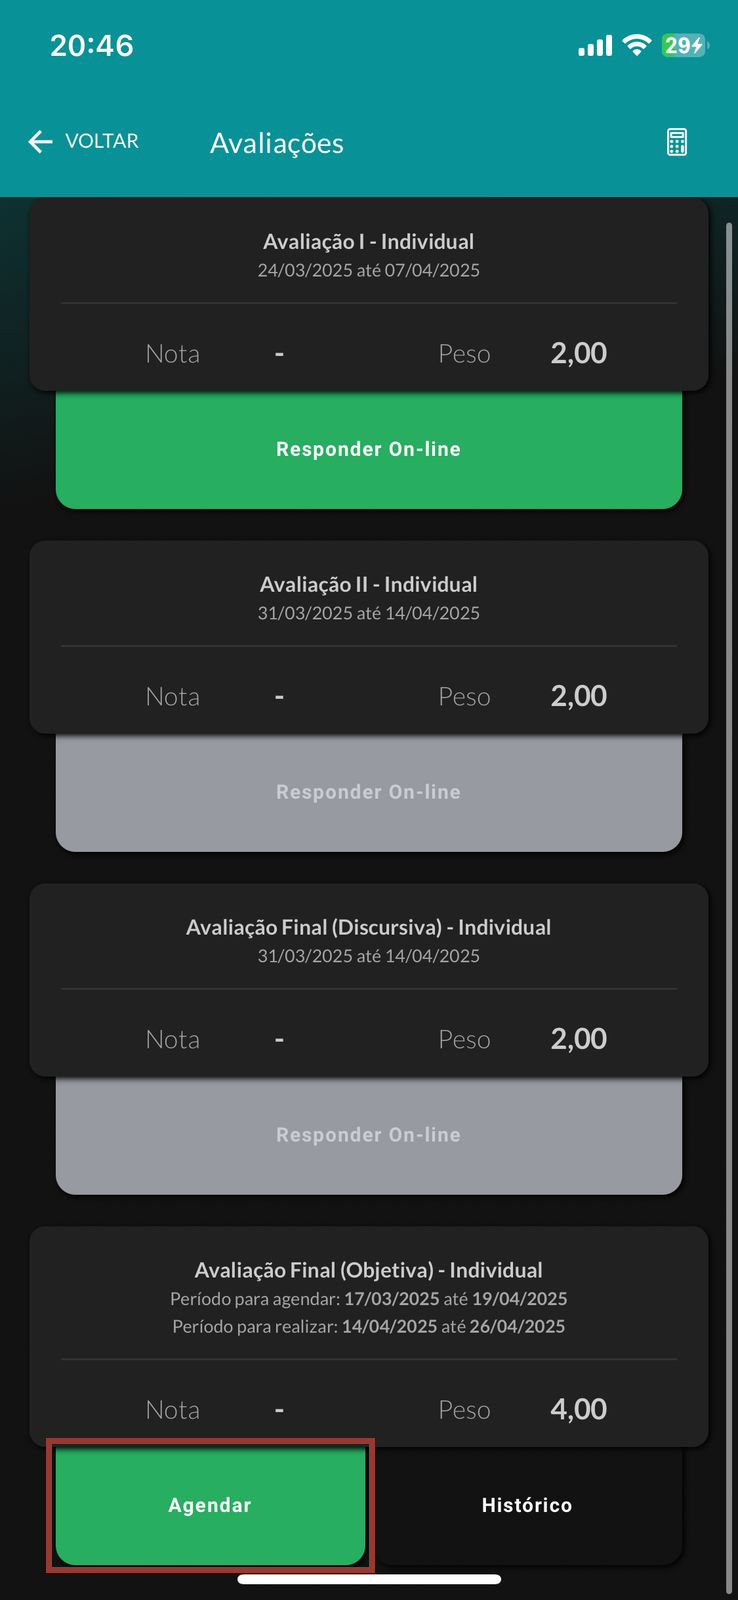 20:46
29
VOLTAR
Avaliações
Avaliação I - Individual
24/03/2025 até 07/04/2025
Nota - Peso 2,00
Responder On-line
Avaliação II - Individual
31/03/2025 até 14/04/2025
Nota - Peso 2,00
Responder On-line
Avaliação Final (Discursiva) - Individual
31/03/2025 até 14/04/2025
Nota - Peso 2,00
Responder On-line
Avaliação Final (Objetiva) - Individual
Período para agendar: 17/03/2025 até 19/04/2025
Período para realizar: 14/04/2025 até 26/04/2025
Nota - Peso 4,00
Agendar
Histórico